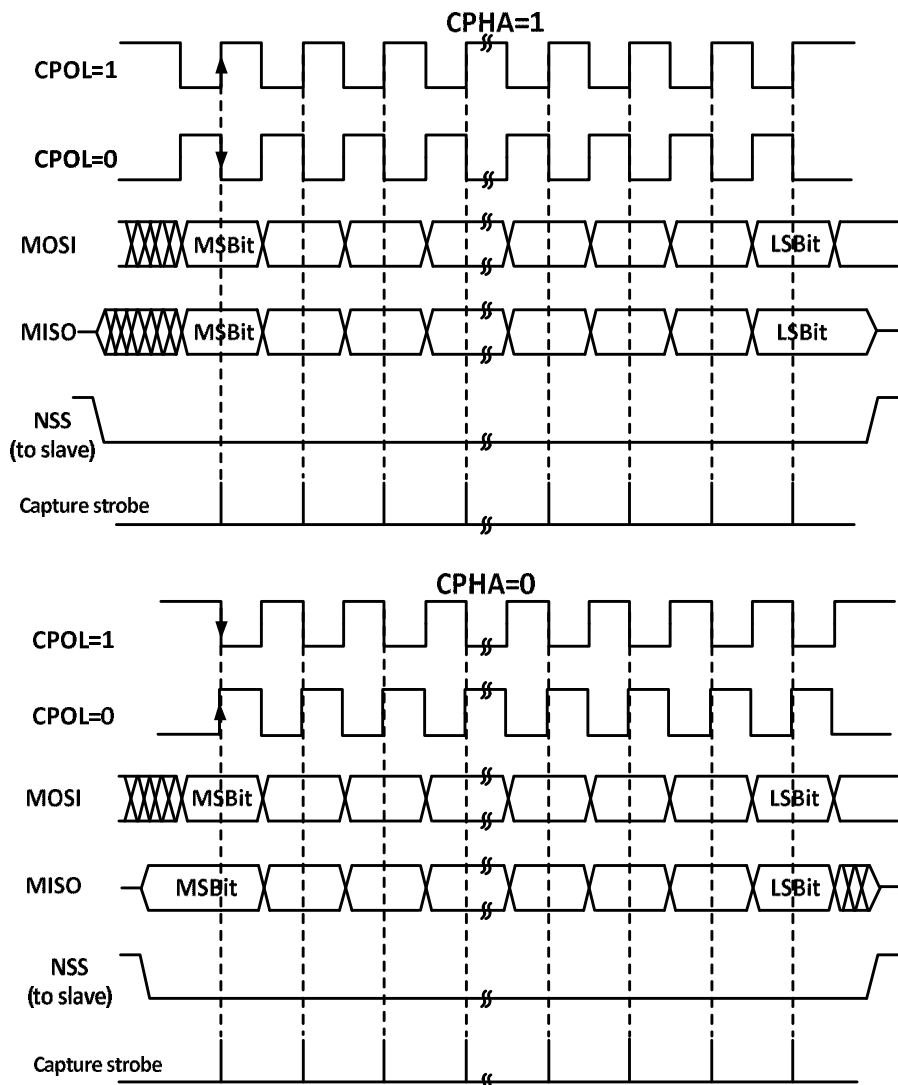 CPHA=1
CPOL=1
CPOL=0
MOSI MSBit LSBit
MISO MSBit LSBit
NSS
(to slave)
Capture strobe
CPHA=0
CPOL=1
CPOL=0
MOSI MSBit LSBit
MISO MSBit LSBit
NSS
(to slave)
Capture strobe